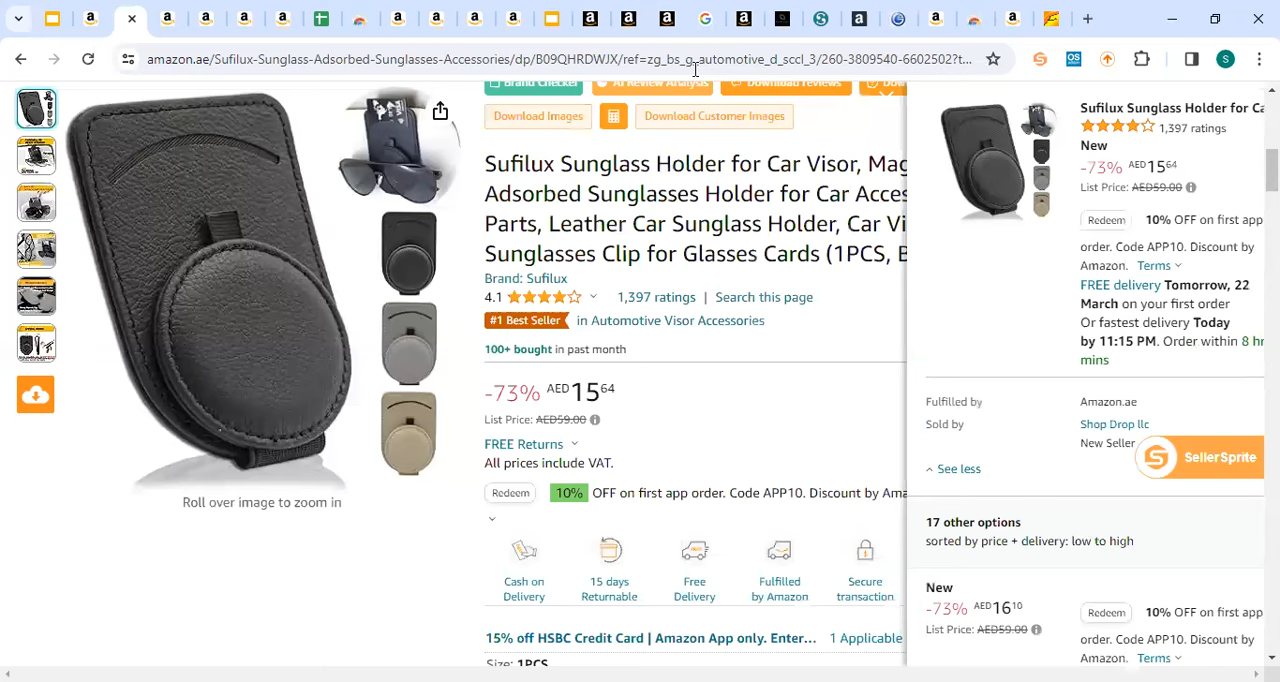 amazon.ae/Sufilux-Sunglass-Adsorbed-Sunglasses-Accessories/dp/B09QHRDWJX/ref=zg_bs_g_automotive_d_sccl_3/260-3809540-6602502?t...
Brand Checker
AI Review Analysis
Download reviews
Download Images
Download Customer Images
Sufilux Sunglass Holder for Car Visor, Mag
Adsorbed Sunglasses Holder for Car Acces
Parts, Leather Car Sunglass Holder, Car Vi
Sunglasses Clip for Glasses Cards (1PCS, B
Brand: Sufilux
4.1
1,397 ratings | Search this page
#1 Best Seller in Automotive Visor Accessories
100+ bought in past month
-73% AED 15 64
List Price: AED59.00
FREE Returns
All prices include VAT.
Redeem 10% OFF on first app order. Code APP10. Discount by Ama
Cash on
Delivery
15 days
Returnable
Free
Delivery
Fulfilled
by Amazon
Secure
transaction
15% off HSBC Credit Card | Amazon App only. Enter... 1 Applicable
Size: 1PCS
Roll over image to zoom in
Sufilux Sunglass Holder for Ca
1,397 ratings
New
-73% AED 15 64
List Price: AED59.00
Redeem 10% OFF on first app
order. Code APP10. Discount by
Amazon. Terms
FREE delivery Tomorrow, 22
March on your first order
Or fastest delivery Today
by 11:15 PM. Order within 8 hr
mins
Fulfilled by Amazon.ae
Sold by Shop Drop llc
New Seller
SellerSprite
See less
17 other options
sorted by price + delivery: low to high
New
-73% AED 16 10
List Price: AED59.00
Redeem 10% OFF on first app
order. Code APP10. Discount by
Amazon. Terms